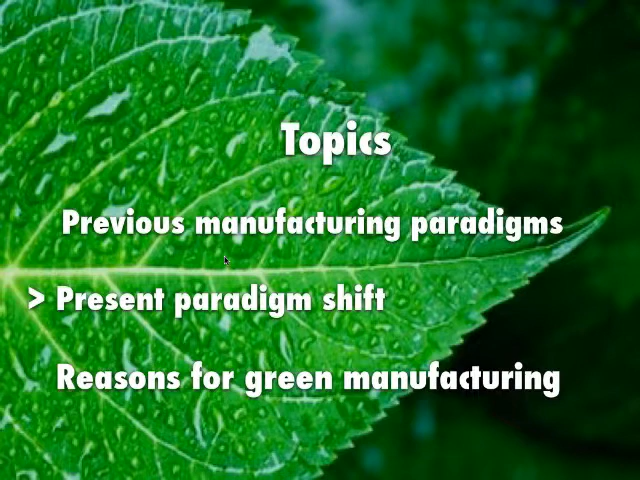 Topics
Previous manufacturing paradigms
> Present paradigm shift
Reasons for green manufacturing